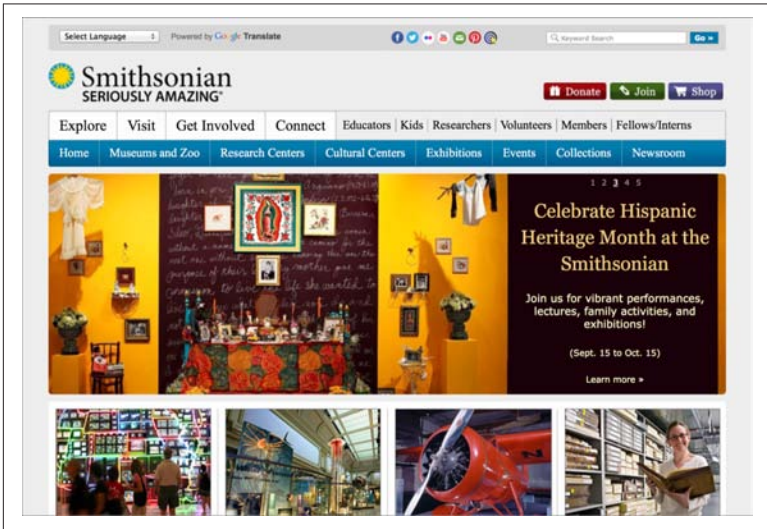 Select Language Powered by Google Translate Keyword Search Go »
Smithsonian
SERIOUSLY AMAZING®
Donate Join Shop
Explore Visit Get Involved Connect Educators Kids Researchers Volunteers Members Fellows/Interns
Home Museums and Zoo Research Centers Cultural Centers Exhibitions Events Collections Newsroom
1 2 3 4 5
Celebrate Hispanic
Heritage Month at the
Smithsonian
Join us for vibrant performances,
lectures, family activities, and
exhibitions!
(Sept. 15 to Oct. 15)
Learn more »